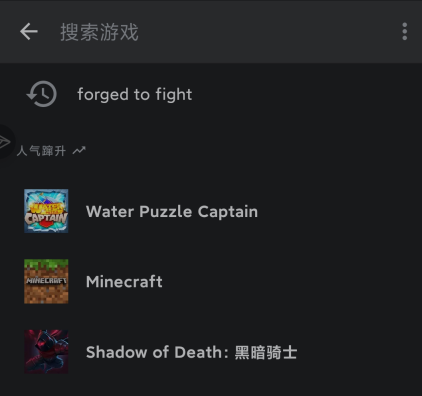 搜索游戏
forged to fight
人气蹿升
WATER
CAPTAIN
Water Puzzle Captain
MINECRAFT
Minecraft
Shadow of Death: 黑暗骑士